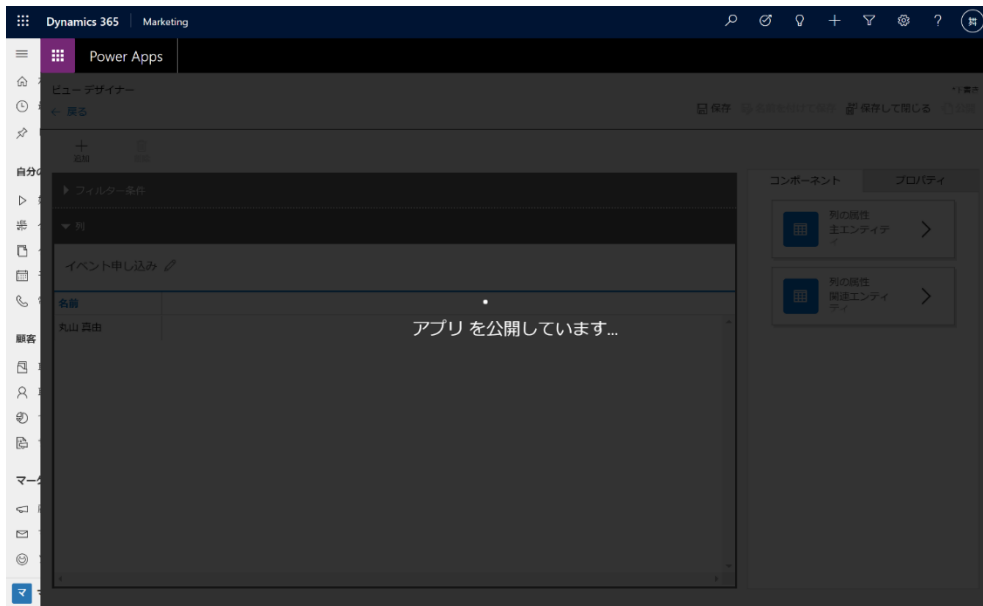 Dynamics 365 Marketing
Power Apps
ビュー デザイナー
← 戻る
保存
保存して閉じる
追加
自分の
フィルター条件
列
コンポーネント プロパティ
列の属性
主エンティティ
列の属性
関連エンティティ
イベント申し込み
名前
丸山 真由
アプリ を公開しています...
顧客
マーケ
マ